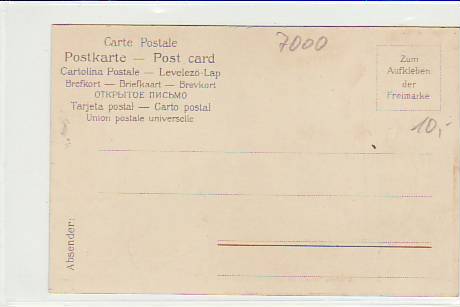 Carte Postale
Postkarte — Post card
Cartolina Postale — Levelező-Lap
Brefkort — Briefkaart — Brevkort
ОТКРЫТОЕ ПИСЬМО
Tarjeta postal — Carto postal
Union postale universelle
7000
Zum
Aufkleben
der
Freimarke
10,-
Absender: